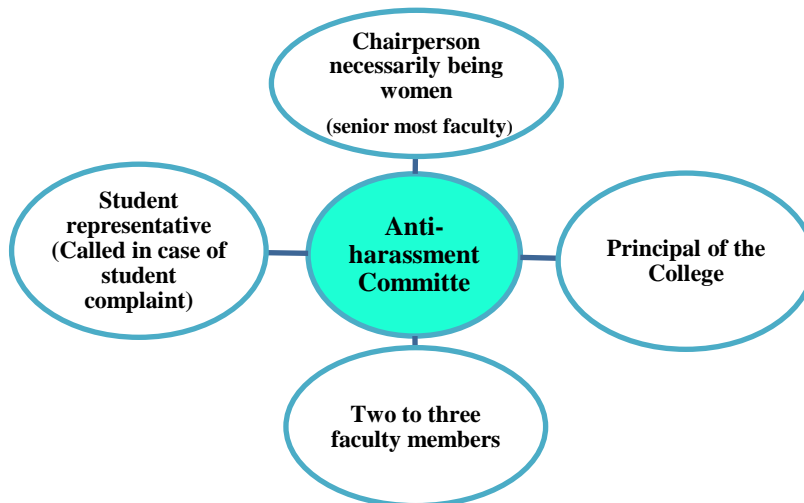 Chairperson
necessarily being
women
(senior most faculty)
Student
representative
(Called in case of
student
complaint)
Anti-
harassment
Committe
Principal of the
College
Two to three
faculty members